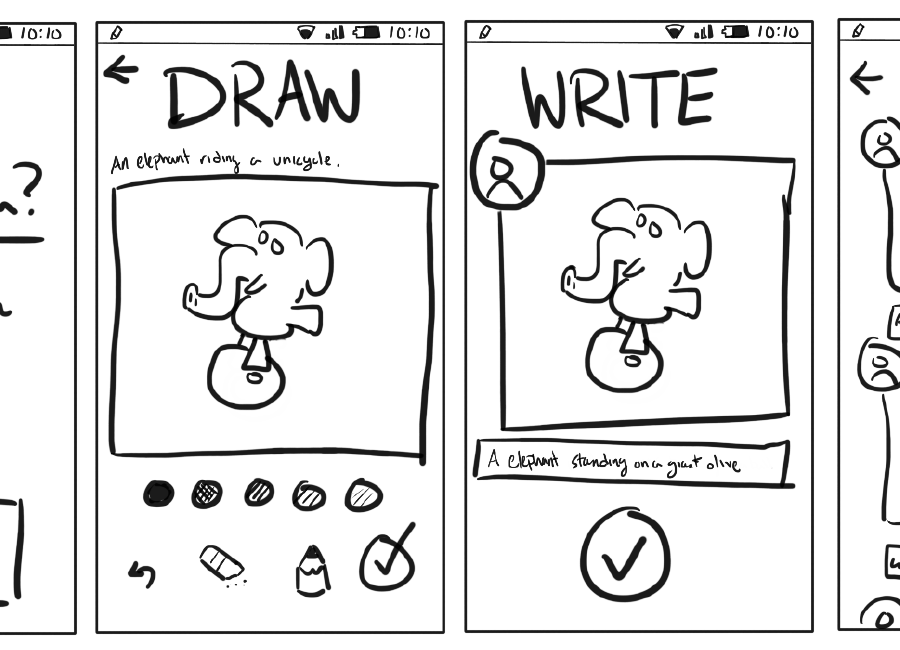 10:10
?
10:10
DRAW
An elephant riding a unicycle.
10:10
WRITE
A elephant standing on a giant olive